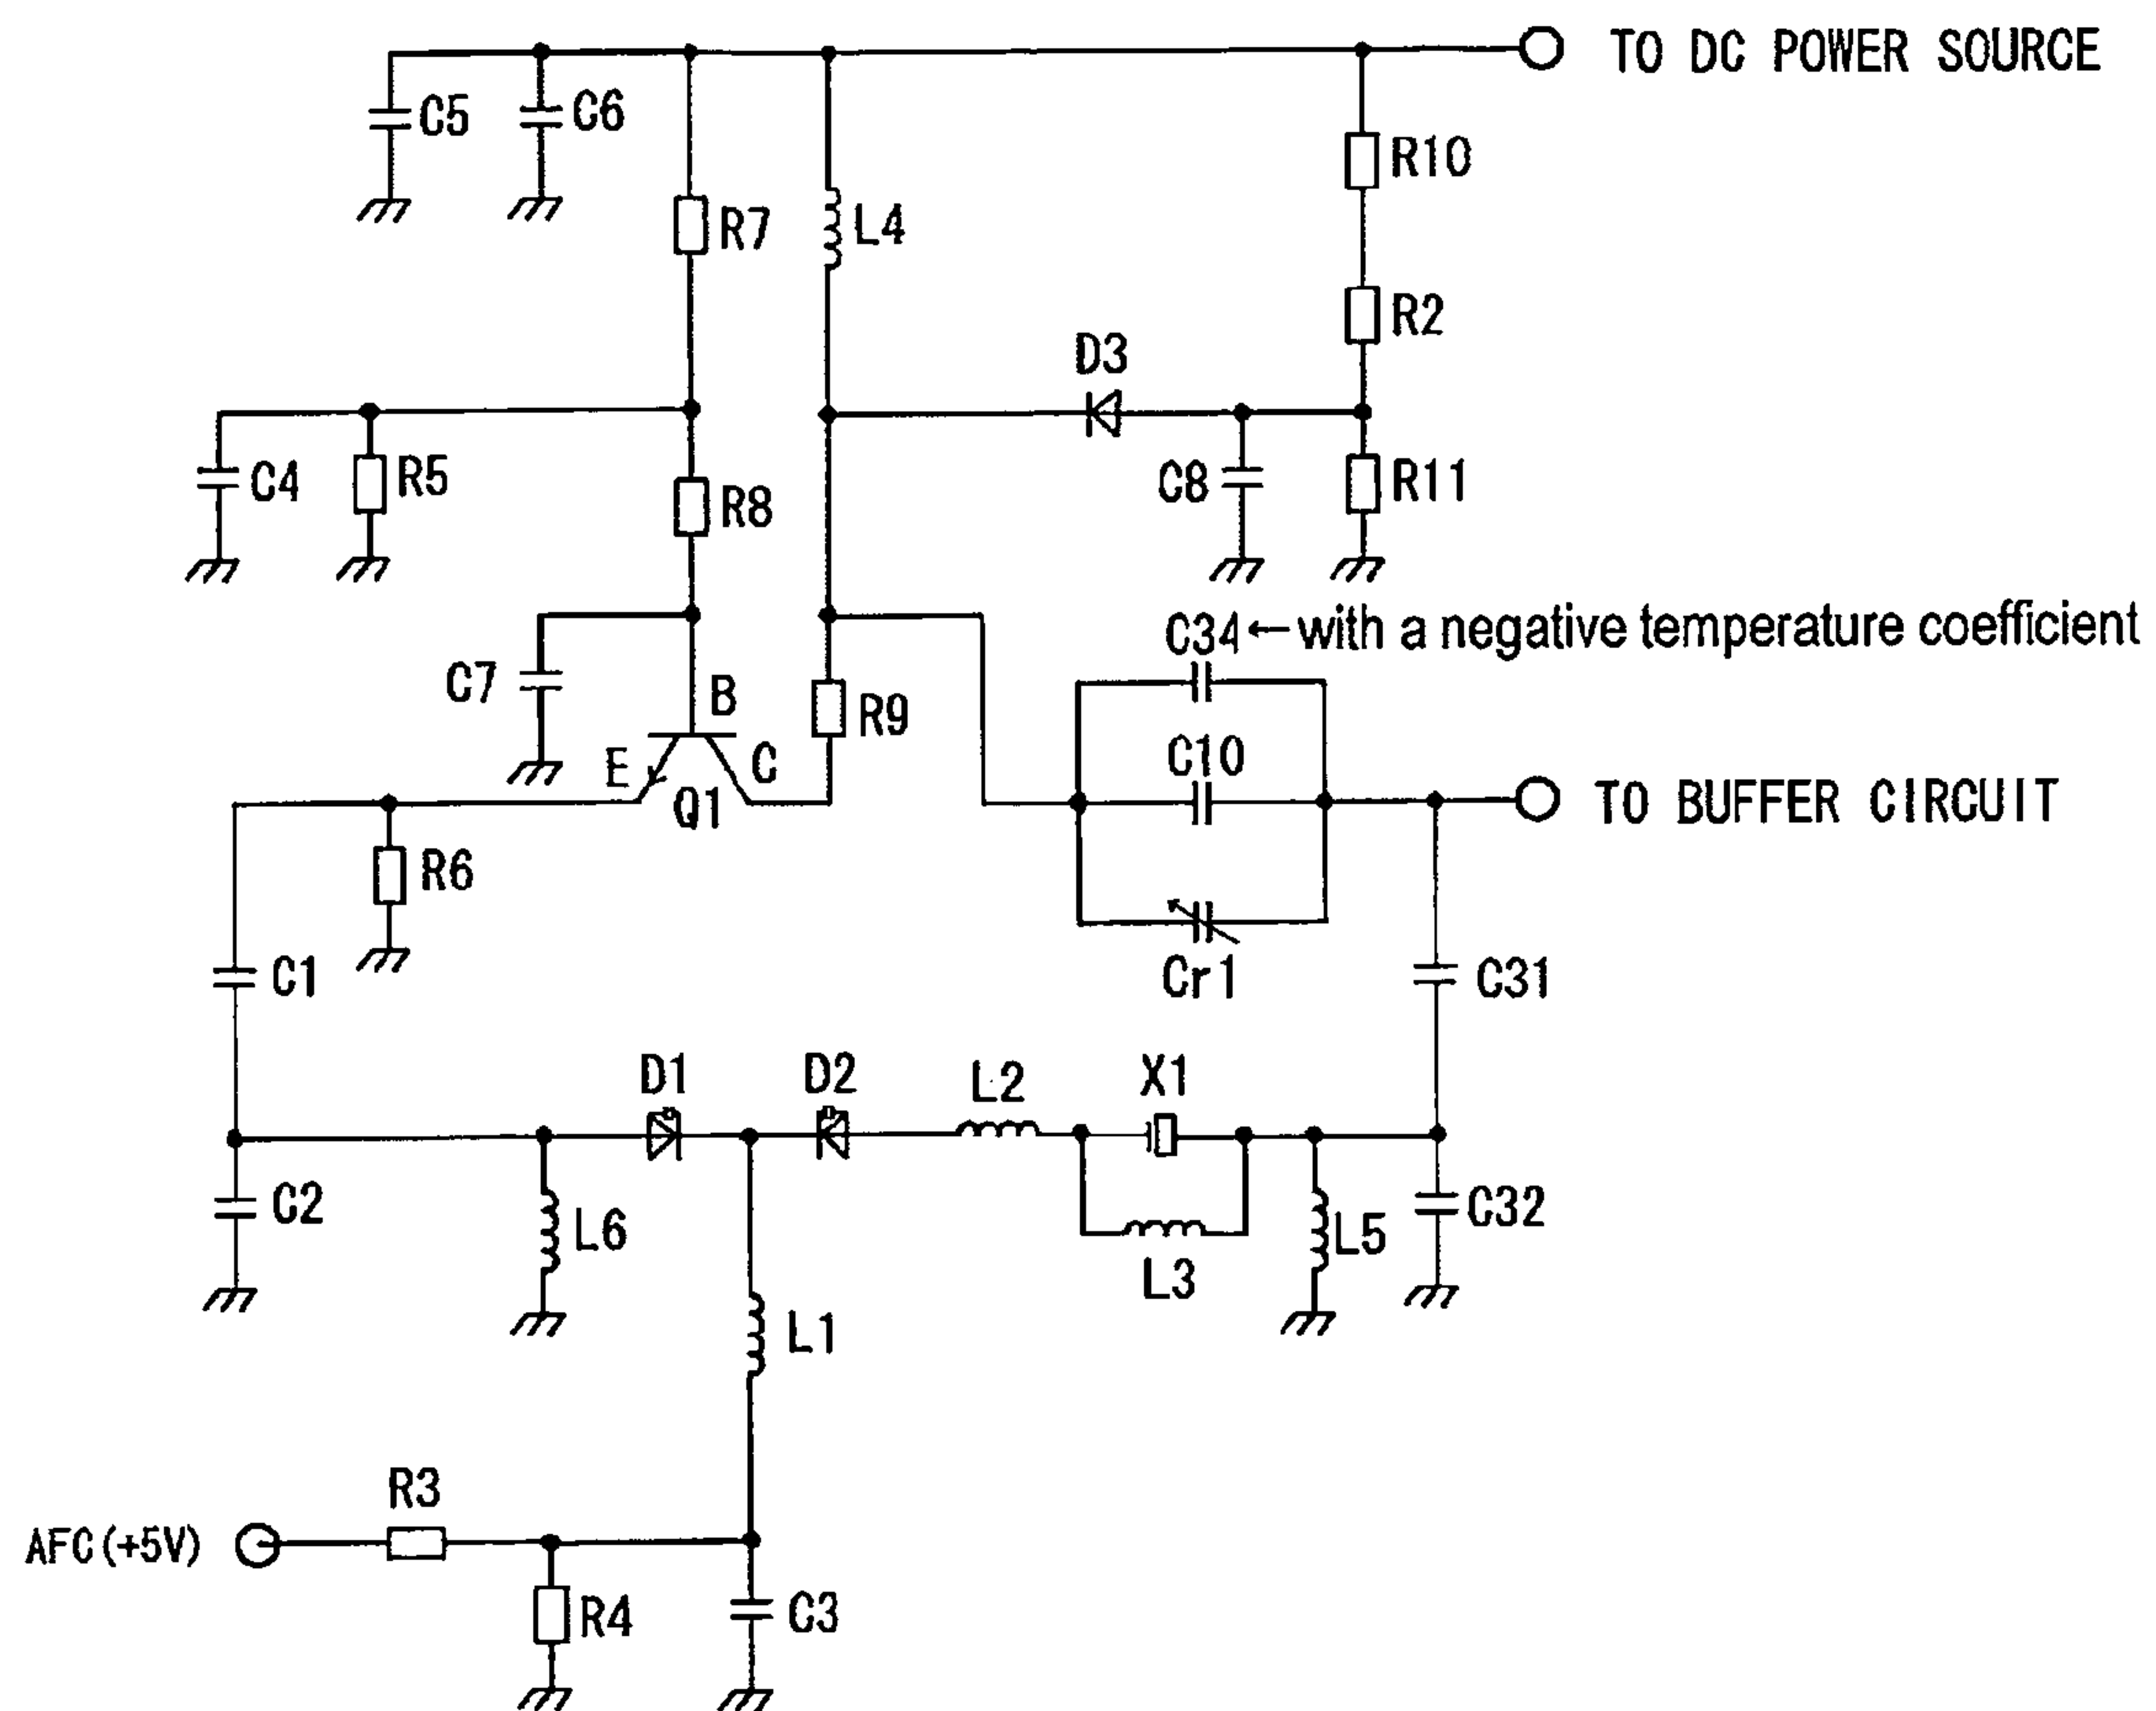 TO DC POWER SOURCE
C5
C6
R10
R7
L4
R2
D3
C4
R5
R8
C8
R11
C34←with a negative temperature coefficient
C7
B
R9
E
C
C10
Q1
TO BUFFER CIRCUIT
R6
C1
Cr1
C31
D1
D2
L2
X1
C2
L6
L5
C32
L3
L1
R3
AFC(+5V)
R4
C3